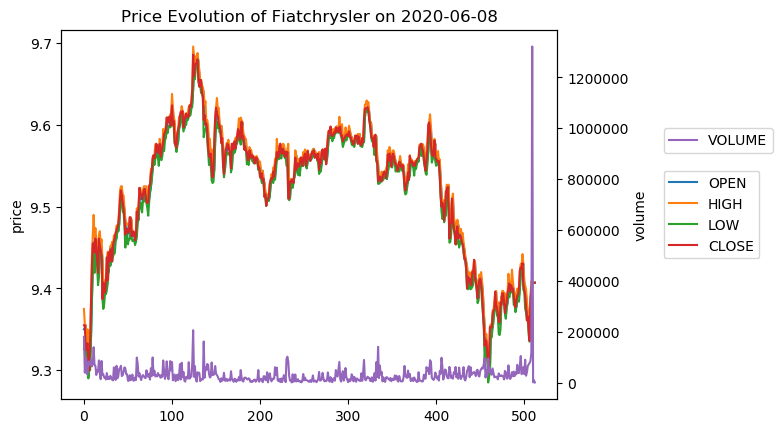 Price Evolution of Fiatchrysler on 2020-06-08
9.7
9.6
9.5
9.4
9.3
price
0
100
200
300
400
500
1200000
1000000
800000
600000
400000
200000
0
volume
VOLUME
OPEN
HIGH
LOW
CLOSE